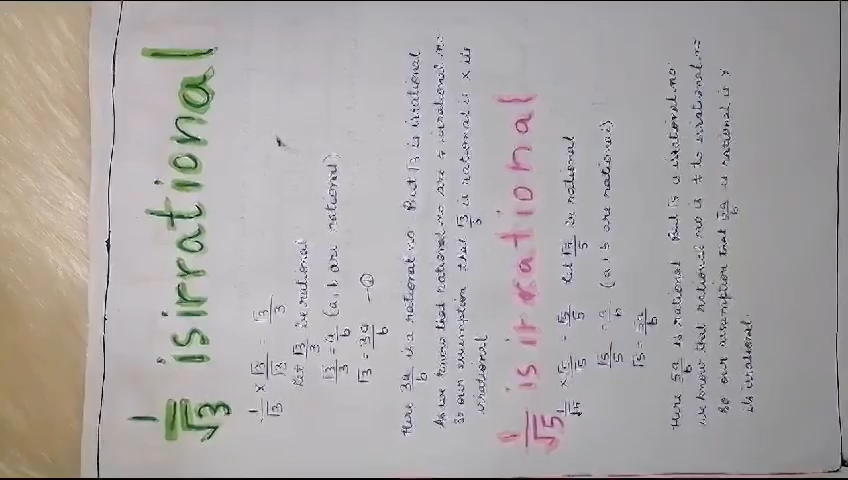 1/√3 is irrational
1/√3 × √3/√3 = √3/3
Let √3/3 be rational
√3/3 = a/b (a, b are rational)
√3 = 3a/b —①
Here 3a/b is a rational no But √3 is irrational
As we know that rational no are ≠ irrational no
So our assumption that √3/3 is rational is × it is
irrational
1/√5 is irrational
1/√5 × √5/√5 = √5/5 Let √5/5 be rational
√5/5 = a/b (a, b are rational)
√5 = 5a/b
Here 5a/b is rational But √5 is irrational no
we know that rational no is ≠ to irrational no
So our assumption that is rational is ×
it is irrational.